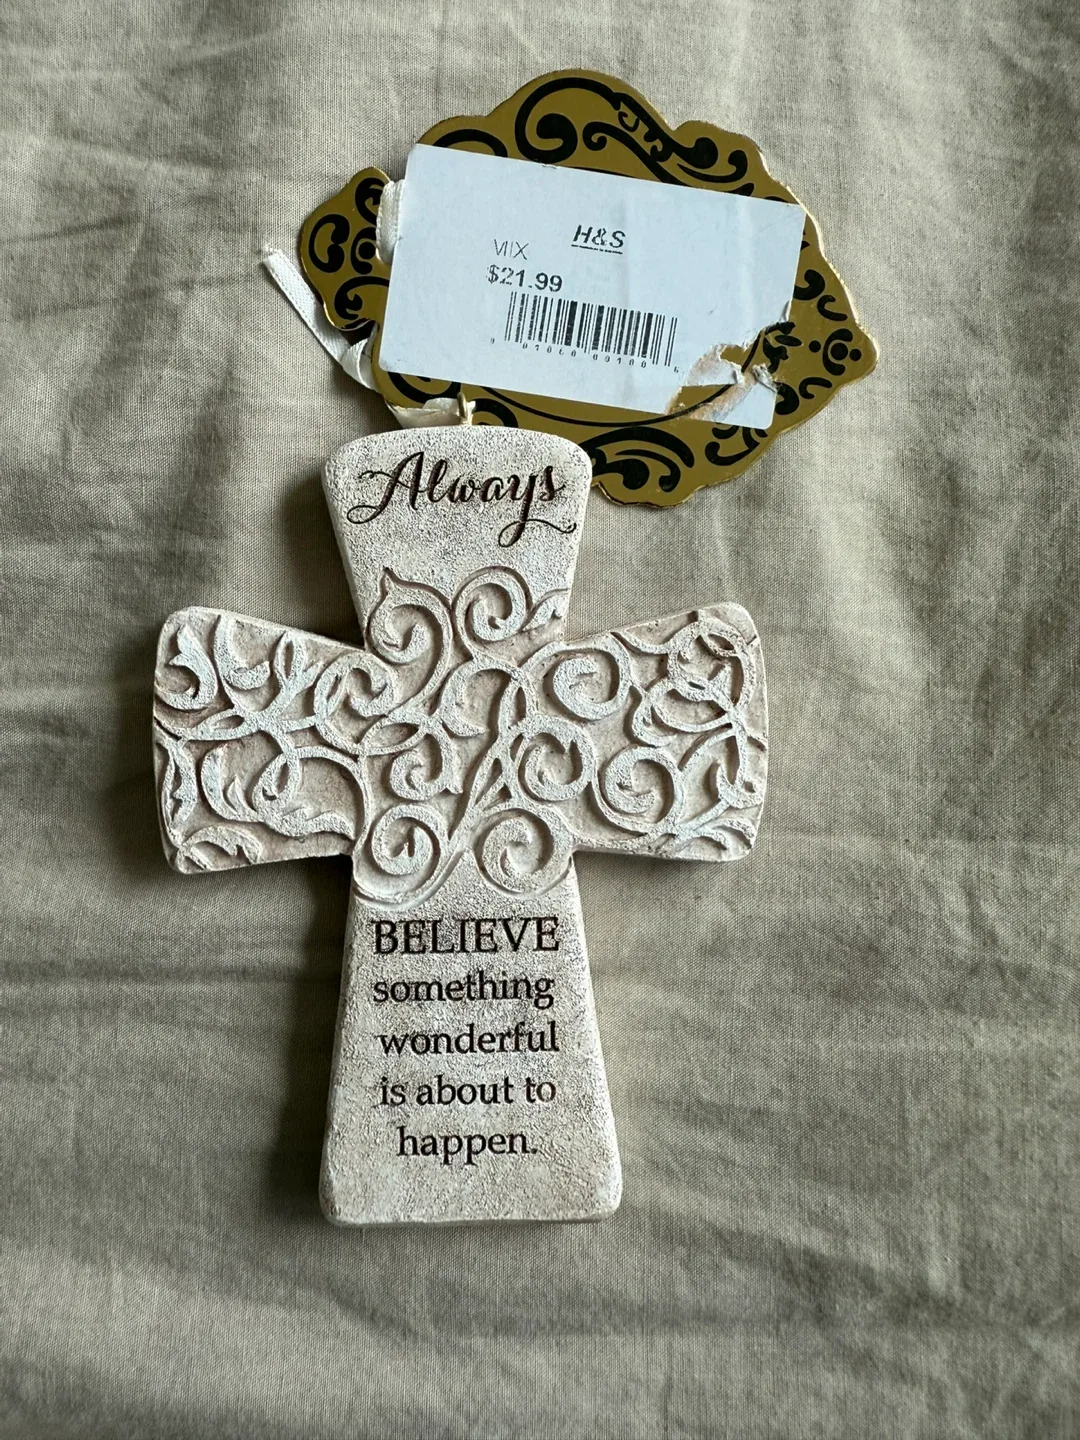 H&S
MIX
$21.99
Always
BELIEVE
something
wonderful
is about to
happen.